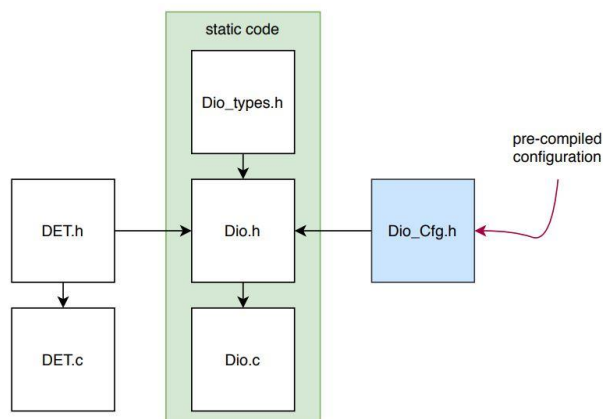 static code
Dio_types.h
pre-compiled
configuration
DET.h
Dio.h
Dio_Cfg.h
DET.c
Dio.c